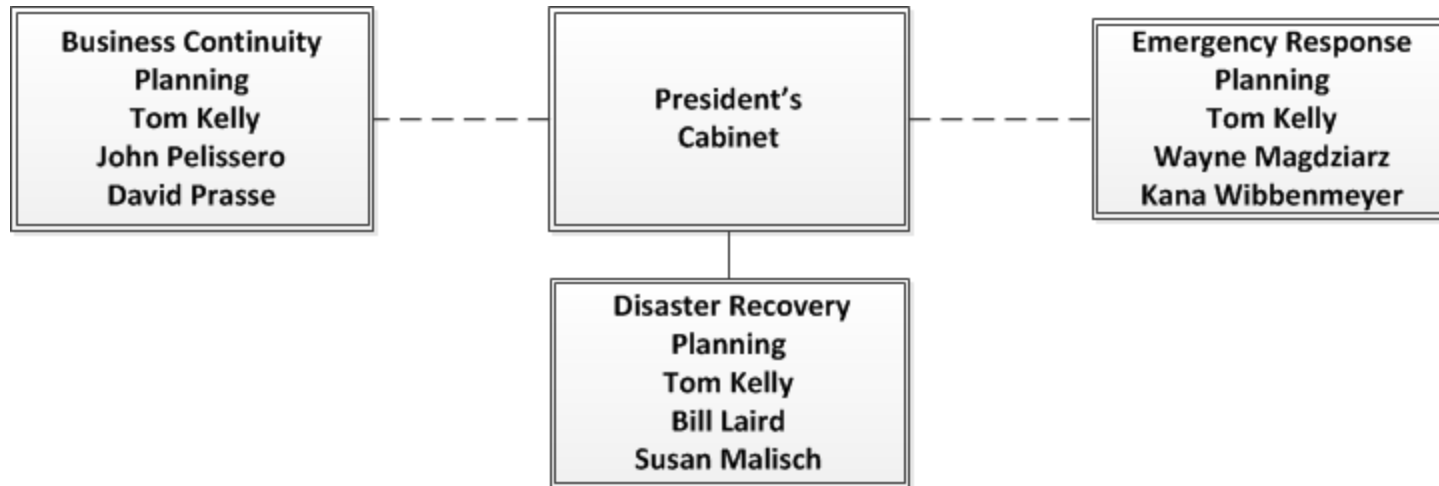 Business Continuity
Planning
Tom Kelly
John Pelissero
David Prasse
President’s
Cabinet
Emergency Response
Planning
Tom Kelly
Wayne Magdziarz
Kana Wibbenmeyer
Disaster Recovery
Planning
Tom Kelly
Bill Laird
Susan Malisch